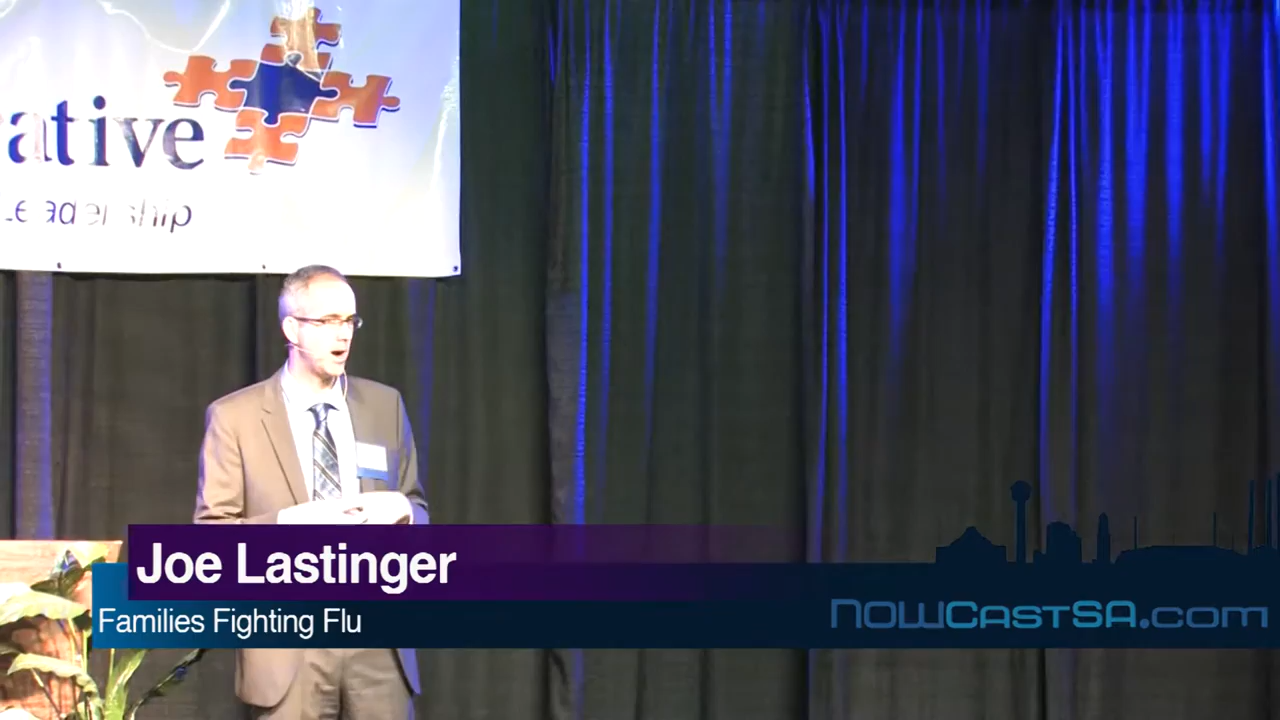 ative
Leadership
Joe Lastinger
Families Fighting Flu
NOWCastSA.com